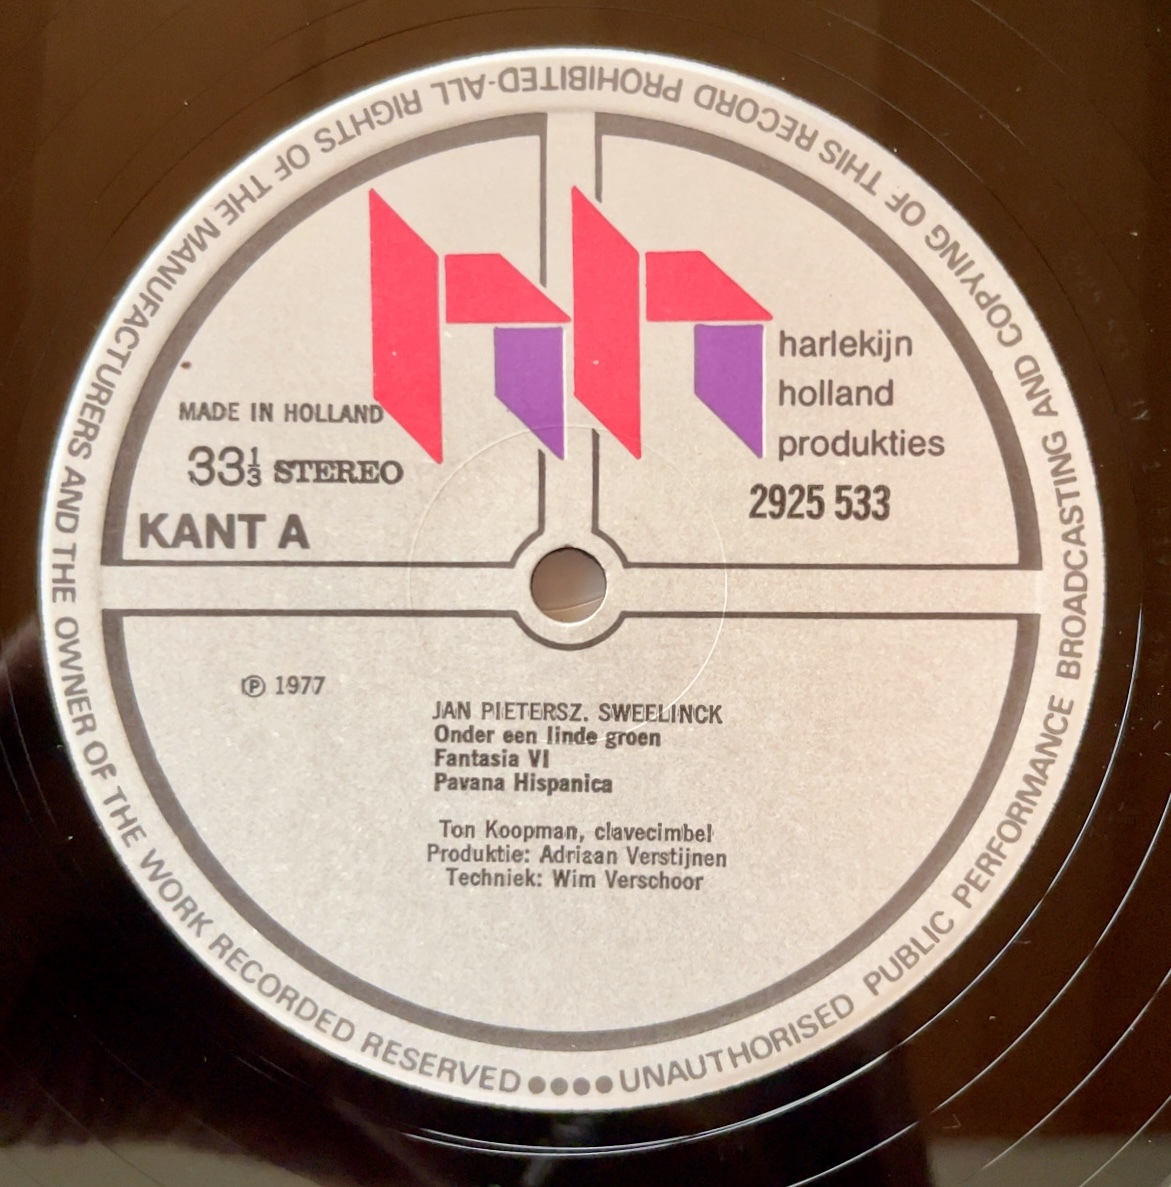 harlekijn
holland
produkties
2925 533
MADE IN HOLLAND
33⅓ STEREO
KANT A
Ⓟ 1977
JAN PIETERSZ. SWEELINCK
Onder een linde groen
Fantasia VI
Pavana Hispanica
Ton Koopman, clavecimbel
Produktie: Adriaan Verstijnen
Techniek: Wim Verschoor
UNAUTHORISED PUBLIC PERFORMANCE BROADCASTING AND COPYING OF THIS RECORD PROHIBITED-ALL RIGHTS OF THE MANUFACTURERS AND THE OWNER OF THE WORK RECORDED RESERVED ●●●●